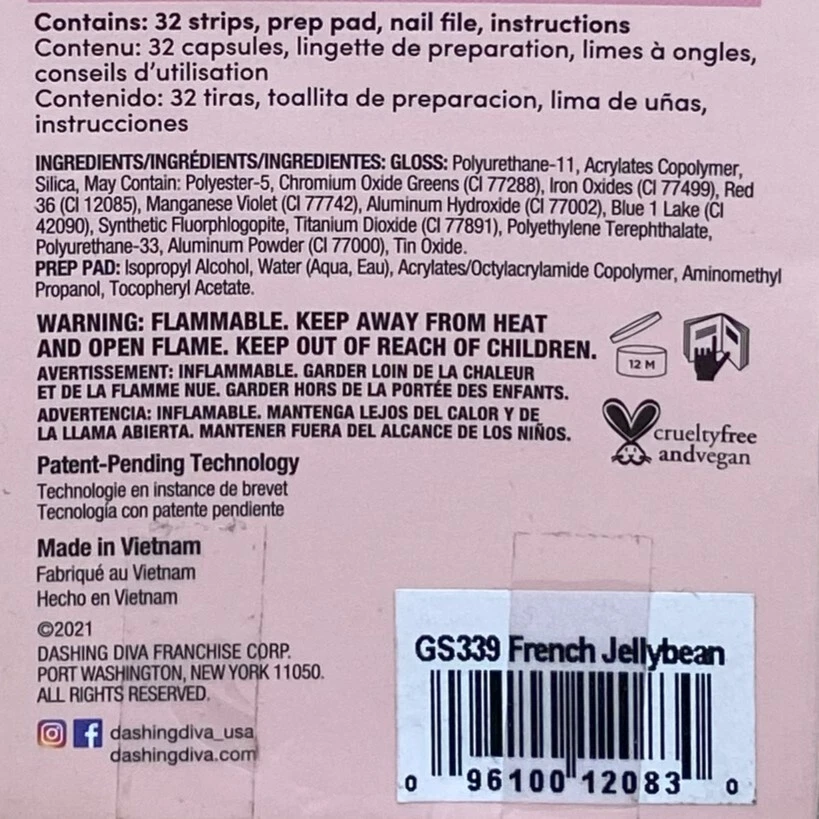 Contains: 32 strips, prep pad, nail file, instructions
Contenu: 32 capsules, lingette de preparation, limes à ongles,
conseils d'utilisation
Contenido: 32 tiras, toallita de preparacion, lima de uñas,
instrucciones
INGREDIENTS/INGRÉDIENTS/INGREDIENTES: GLOSS: Polyurethane-11, Acrylates Copolymer,
Silica, May Contain: Polyester-5, Chromium Oxide Greens (CI 77288), Iron Oxides (CI 77499), Red
36 (CI 12085), Manganese Violet (CI 77742), Aluminum Hydroxide (CI 77002), Blue 1 Lake (CI
42090), Synthetic Fluorphlogopite, Titanium Dioxide (CI 77891), Polyethylene Terephthalate,
Polyurethane-33, Aluminum Powder (CI 77000), Tin Oxide.
PREP PAD: Isopropyl Alcohol, Water (Aqua, Eau), Acrylates/Octylacrylamide Copolymer, Aminomethyl
Propanol, Tocopheryl Acetate.
WARNING: FLAMMABLE. KEEP AWAY FROM HEAT
AND OPEN FLAME. KEEP OUT OF REACH OF CHILDREN.
AVERTISSEMENT: INFLAMMABLE. GARDER LOIN DE LA CHALEUR
ET DE LA FLAMME NUE. GARDER HORS DE LA PORTÉE DES ENFANTS.
ADVERTENCIA: INFLAMABLE. MANTENGA LEJOS DEL CALOR Y DE
LA LLAMA ABIERTA. MANTENER FUERA DEL ALCANCE DE LOS NIÑOS.
12 M
crueltyfree
andvegan
Patent-Pending Technology
Technologie en instance de brevet
Tecnología con patente pendiente
Made in Vietnam
Fabriqué au Vietnam
Hecho en Vietnam
©2021
DASHING DIVA FRANCHISE CORP.
PORT WASHINGTON, NEW YORK 11050.
ALL RIGHTS RESERVED.
dashingdiva_usa
dashingdiva.com
GS339 French Jellybean
0 96100 12083 0